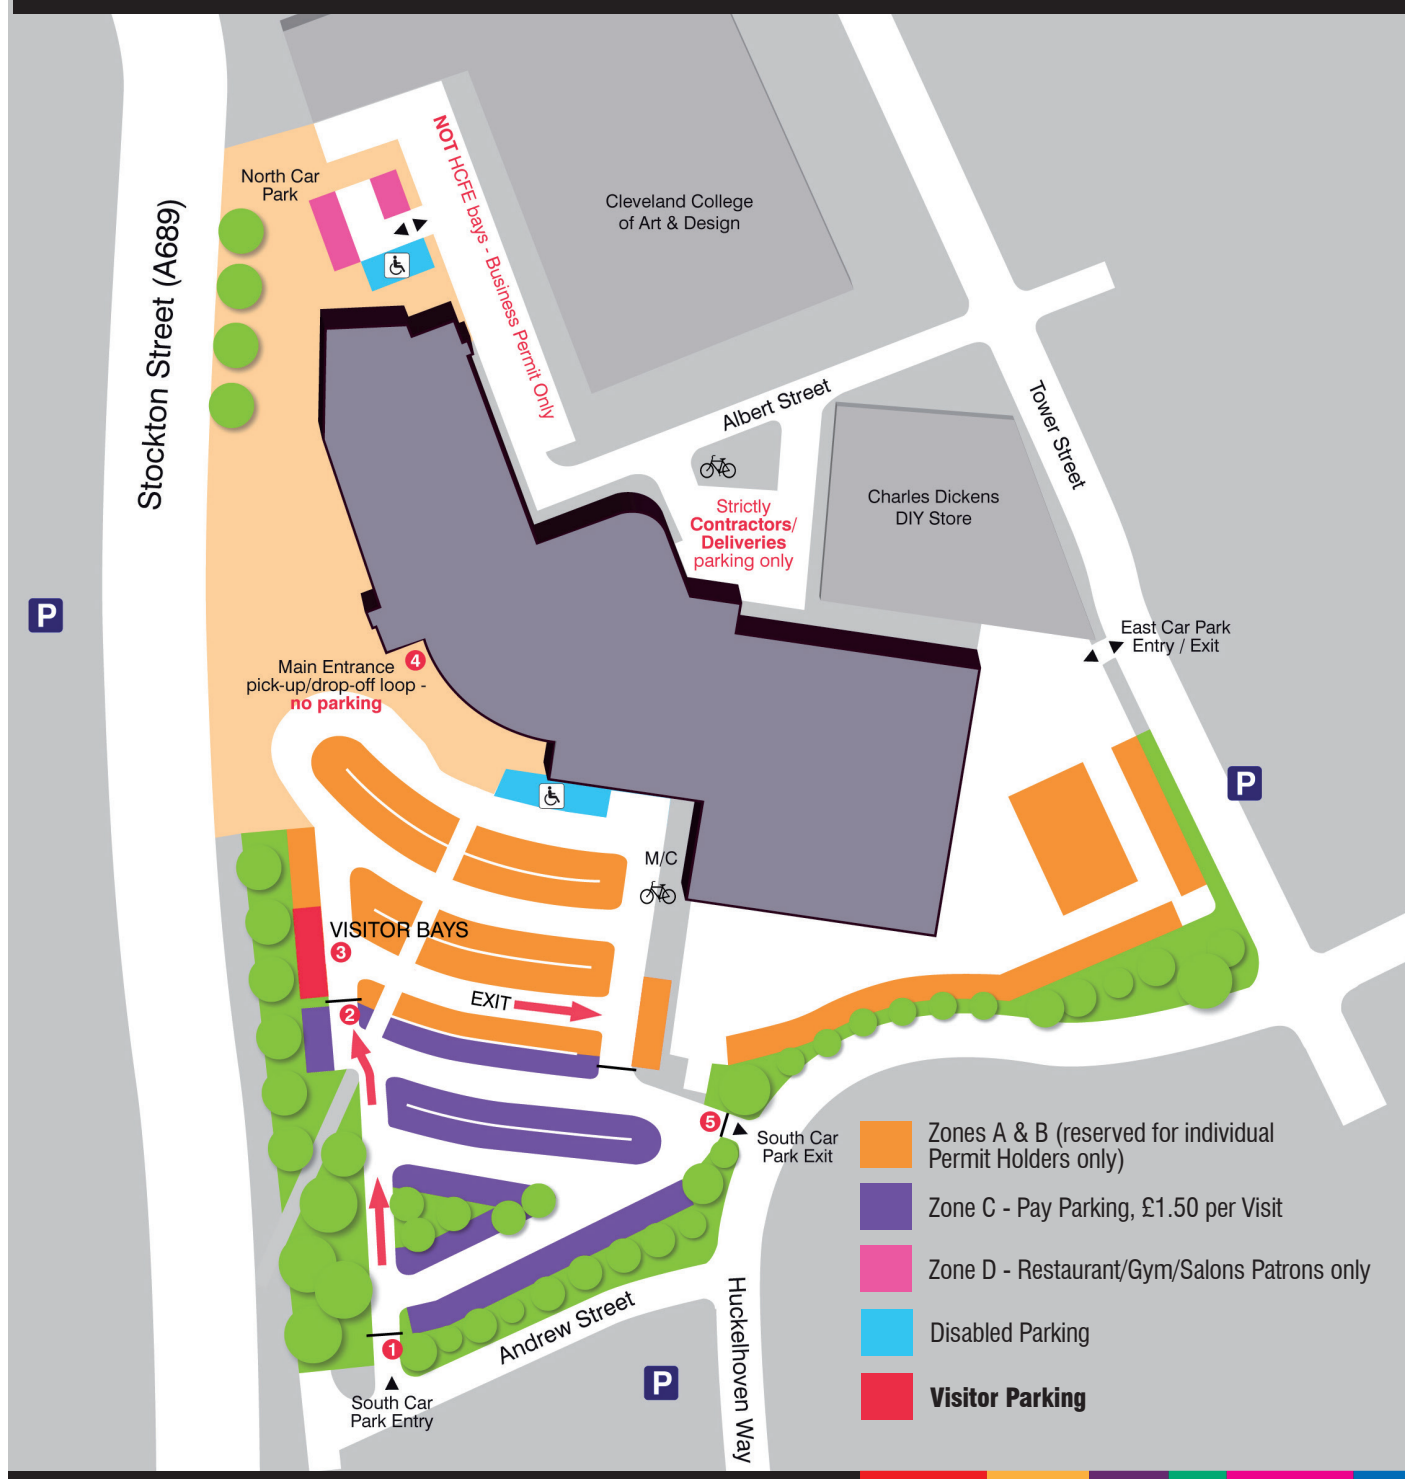 North Car
Park
Stockton Street (A689)
NOT HCFE bays - Business Permit Only
Cleveland College
of Art & Design
Albert Street
Tower Street
Strictly
Contractors/
Deliveries
parking only
Charles Dickens
DIY Store
P
East Car Park
Entry / Exit
Main Entrance
pick-up/drop-off loop -
no parking
4
P
M/C
VISITOR BAYS
3
EXIT
2
5
South Car
Park Exit
Huckelhoven Way
Andrew Street
1
South Car
Park Entry
P
Zones A & B (reserved for individual
Permit Holders only)
Zone C - Pay Parking, £1.50 per Visit
Zone D - Restaurant/Gym/Salons Patrons only
Disabled Parking
Visitor Parking